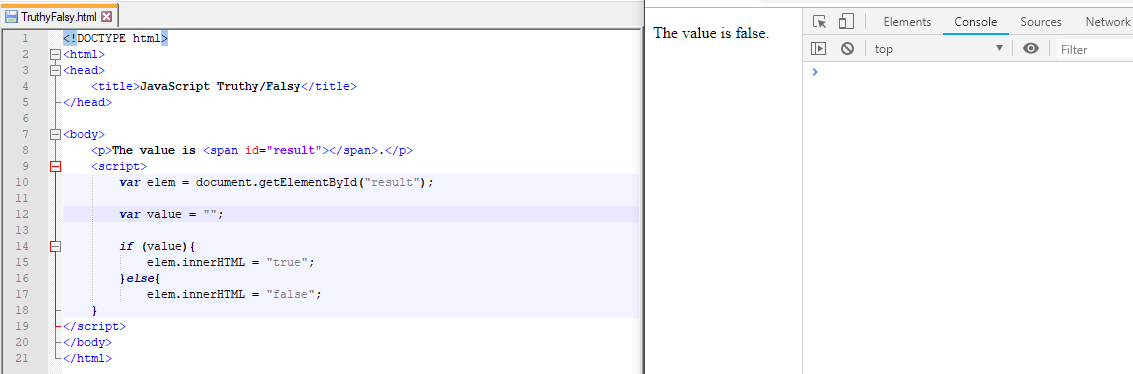 TruthyFalsy.html
1 <!DOCTYPE html>
2 <html>
3 <head>
4 <title>JavaScript Truthy/Falsy</title>
5 </head>
6
7 <body>
8 <p>The value is <span id="result"></span>.</p>
9 <script>
10 var elem = document.getElementById("result");
11
12 var value = "";
13
14 if (value){
15 elem.innerHTML = "true";
16 }else{
17 elem.innerHTML = "false";
18 }
19 </script>
20 </body>
21 </html>
The value is false.
Elements Console Sources Network
top Filter